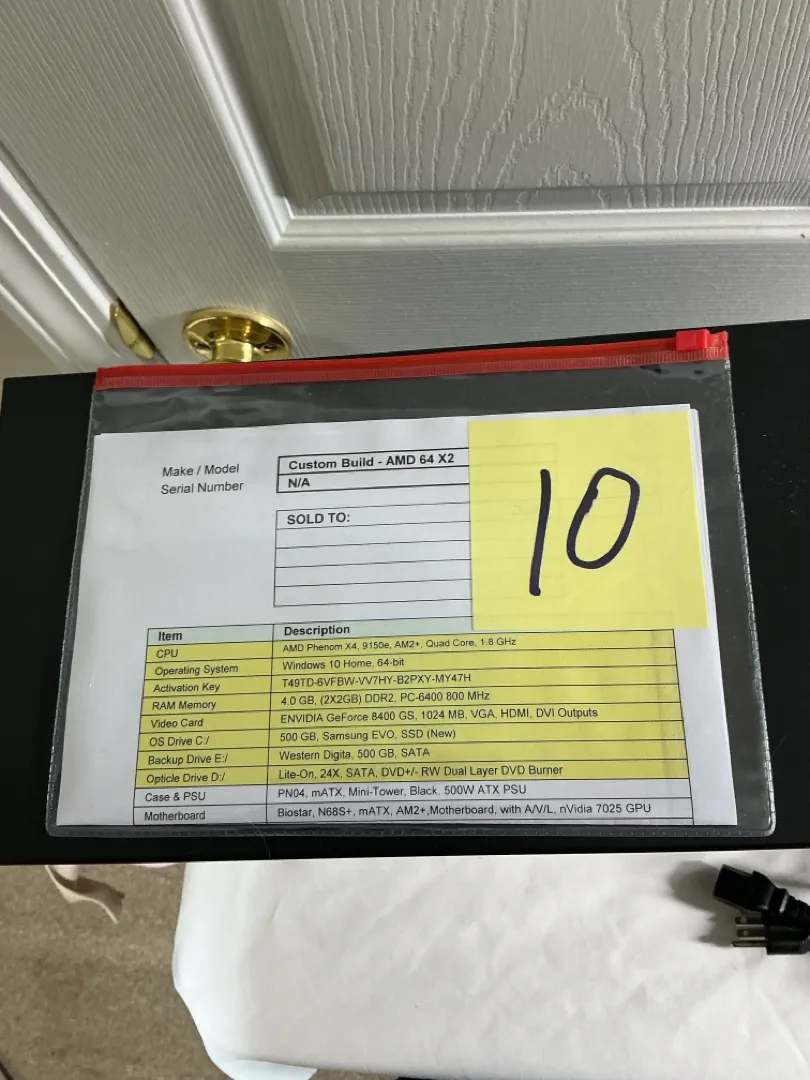 Make / Model Custom Build - AMD 64 X2
Serial Number N/A
SOLD TO:
10
Item Description
CPU AMD Phenom X4, 9150e, AM2+, Quad Core, 1.8 GHz
Operating System Windows 10 Home, 64-bit
Activation Key T49TD-6VFBW-VV7HY-B2PXY-MY47H
RAM Memory 4.0 GB, (2X2GB) DDR2, PC-6400 800 MHz
Video Card ENVIDIA GeForce 8400 GS, 1024 MB, VGA, HDMI, DVI Outputs
OS Drive C:/ 500 GB, Samsung EVO, SSD (New)
Backup Drive E:/ Western Digita, 500 GB, SATA
Opticle Drive D:/ Lite-On, 24X, SATA, DVD+/- RW Dual Layer DVD Burner
Case & PSU PN04, mATX, Mini-Tower, Black, 500W ATX PSU
Motherboard Biostar, N68S+, mATX, AM2+,Motherboard, with A/V/L, nVidia 7025 GPU